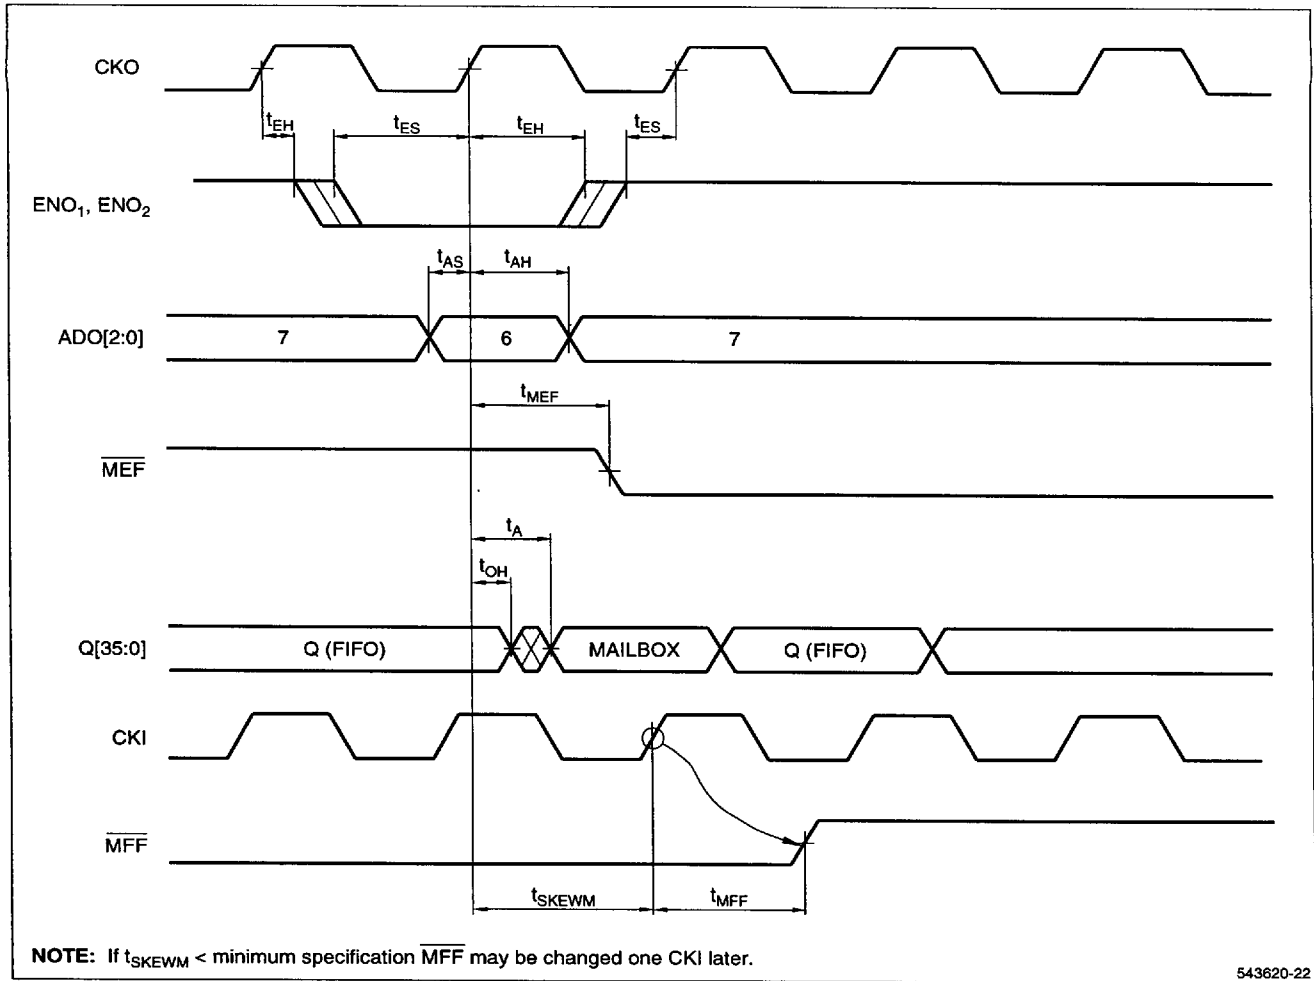 CKO
tEH tES tEH tES
ENO1, ENO2
tAS tAH
ADO[2:0] 7 6 7
tMEF
MEF
tA
tOH
Q[35:0] Q (FIFO) MAILBOX Q (FIFO)
CKI
MFF
tSKEWM tMFF
NOTE: If tSKEWM < minimum specification MFF may be changed one CKI later.
543620-22